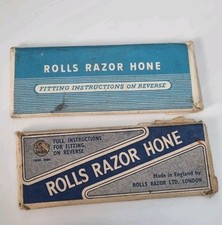 ROLLS RAZOR HONE
FITTING INSTRUCTIONS ON REVERSE
FULL INSTRUCTIONS
FOR FITTING
ON REVERSE
ROLLS RAZOR HONE
Made in England by
ROLLS RAZOR LTD. LONDON